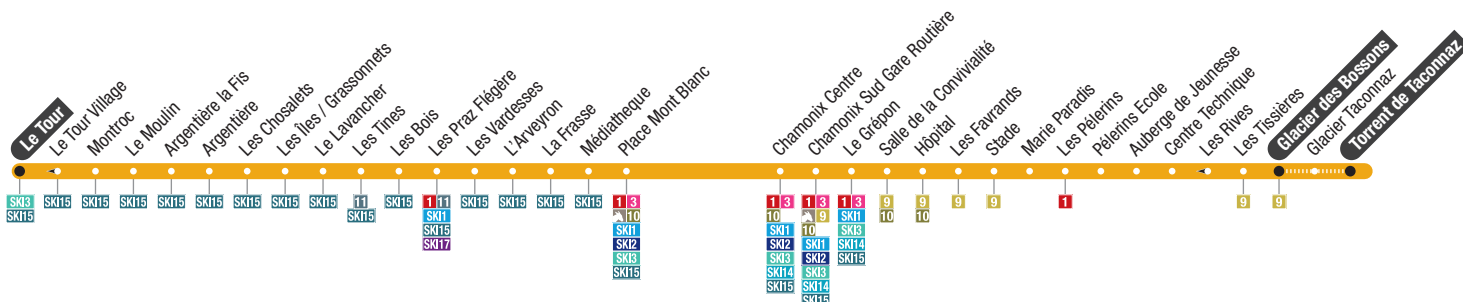 Le Tour
Le Tour Village
Montroc
Le Moulin
Argentière la Fis
Argentière
Les Chosalets
Les Îles / Grassonnets
Le Lavancher
Les Tines
Les Bois
Les Praz Flégère
Les Vardesses
L'Arveyron
La Frasse
Médiatheque
Place Mont Blanc
Chamonix Centre
Chamonix Sud Gare Routière
Le Grépon
Salle de la Convivialité
Hôpital
Les Favrands
Stade
Marie Paradis
Les Pélerins
Pélerins Ecole
Auberge de Jeunesse
Centre Technique
Les Rives
Les Tissières
Glacier des Bossons
Glacier Taconnaz
Torrent de Taconnaz
SKI3
SKI15
SKI15
SKI15
SKI15
SKI15
SKI15
SKI15
SKI15
SKI15
11
SKI15
SKI15
1 11
SKI1
SKI15
SKI17
SKI15
SKI15
SKI15
SKI15
1 3
10
SKI1
SKI2
SKI3
SKI15
1 3
10
SKI1
SKI2
SKI3
SKI14
SKI15
1 3
9
10
SKI1
SKI2
SKI3
SKI14
SKI15
1 3
SKI1
SKI3
SKI14
SKI15
9
10
9
10
9
9
1
9
9